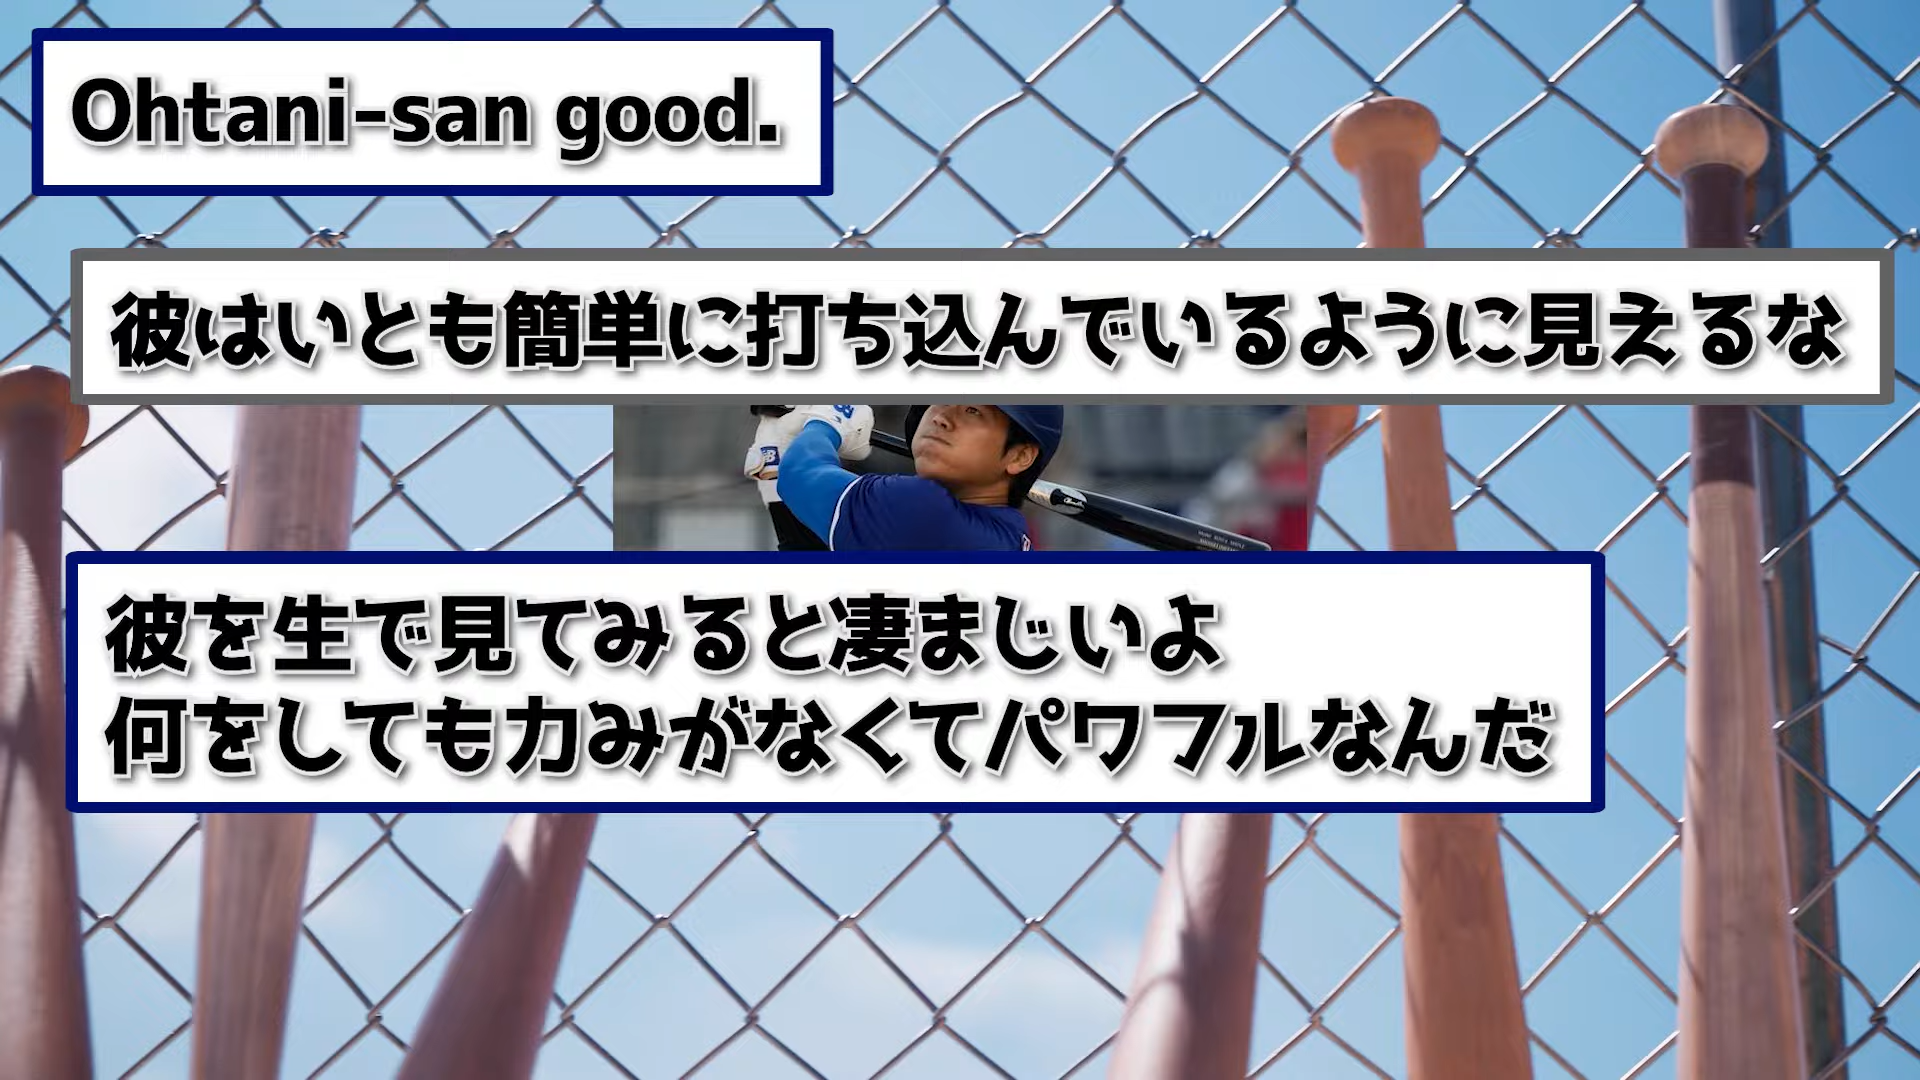 Ohtani-san good.
彼はいとも簡単に打ち込んでいるように見えるな
彼を生で見てみると凄まじいよ
何をしても力みがなくてパワフルなんだ